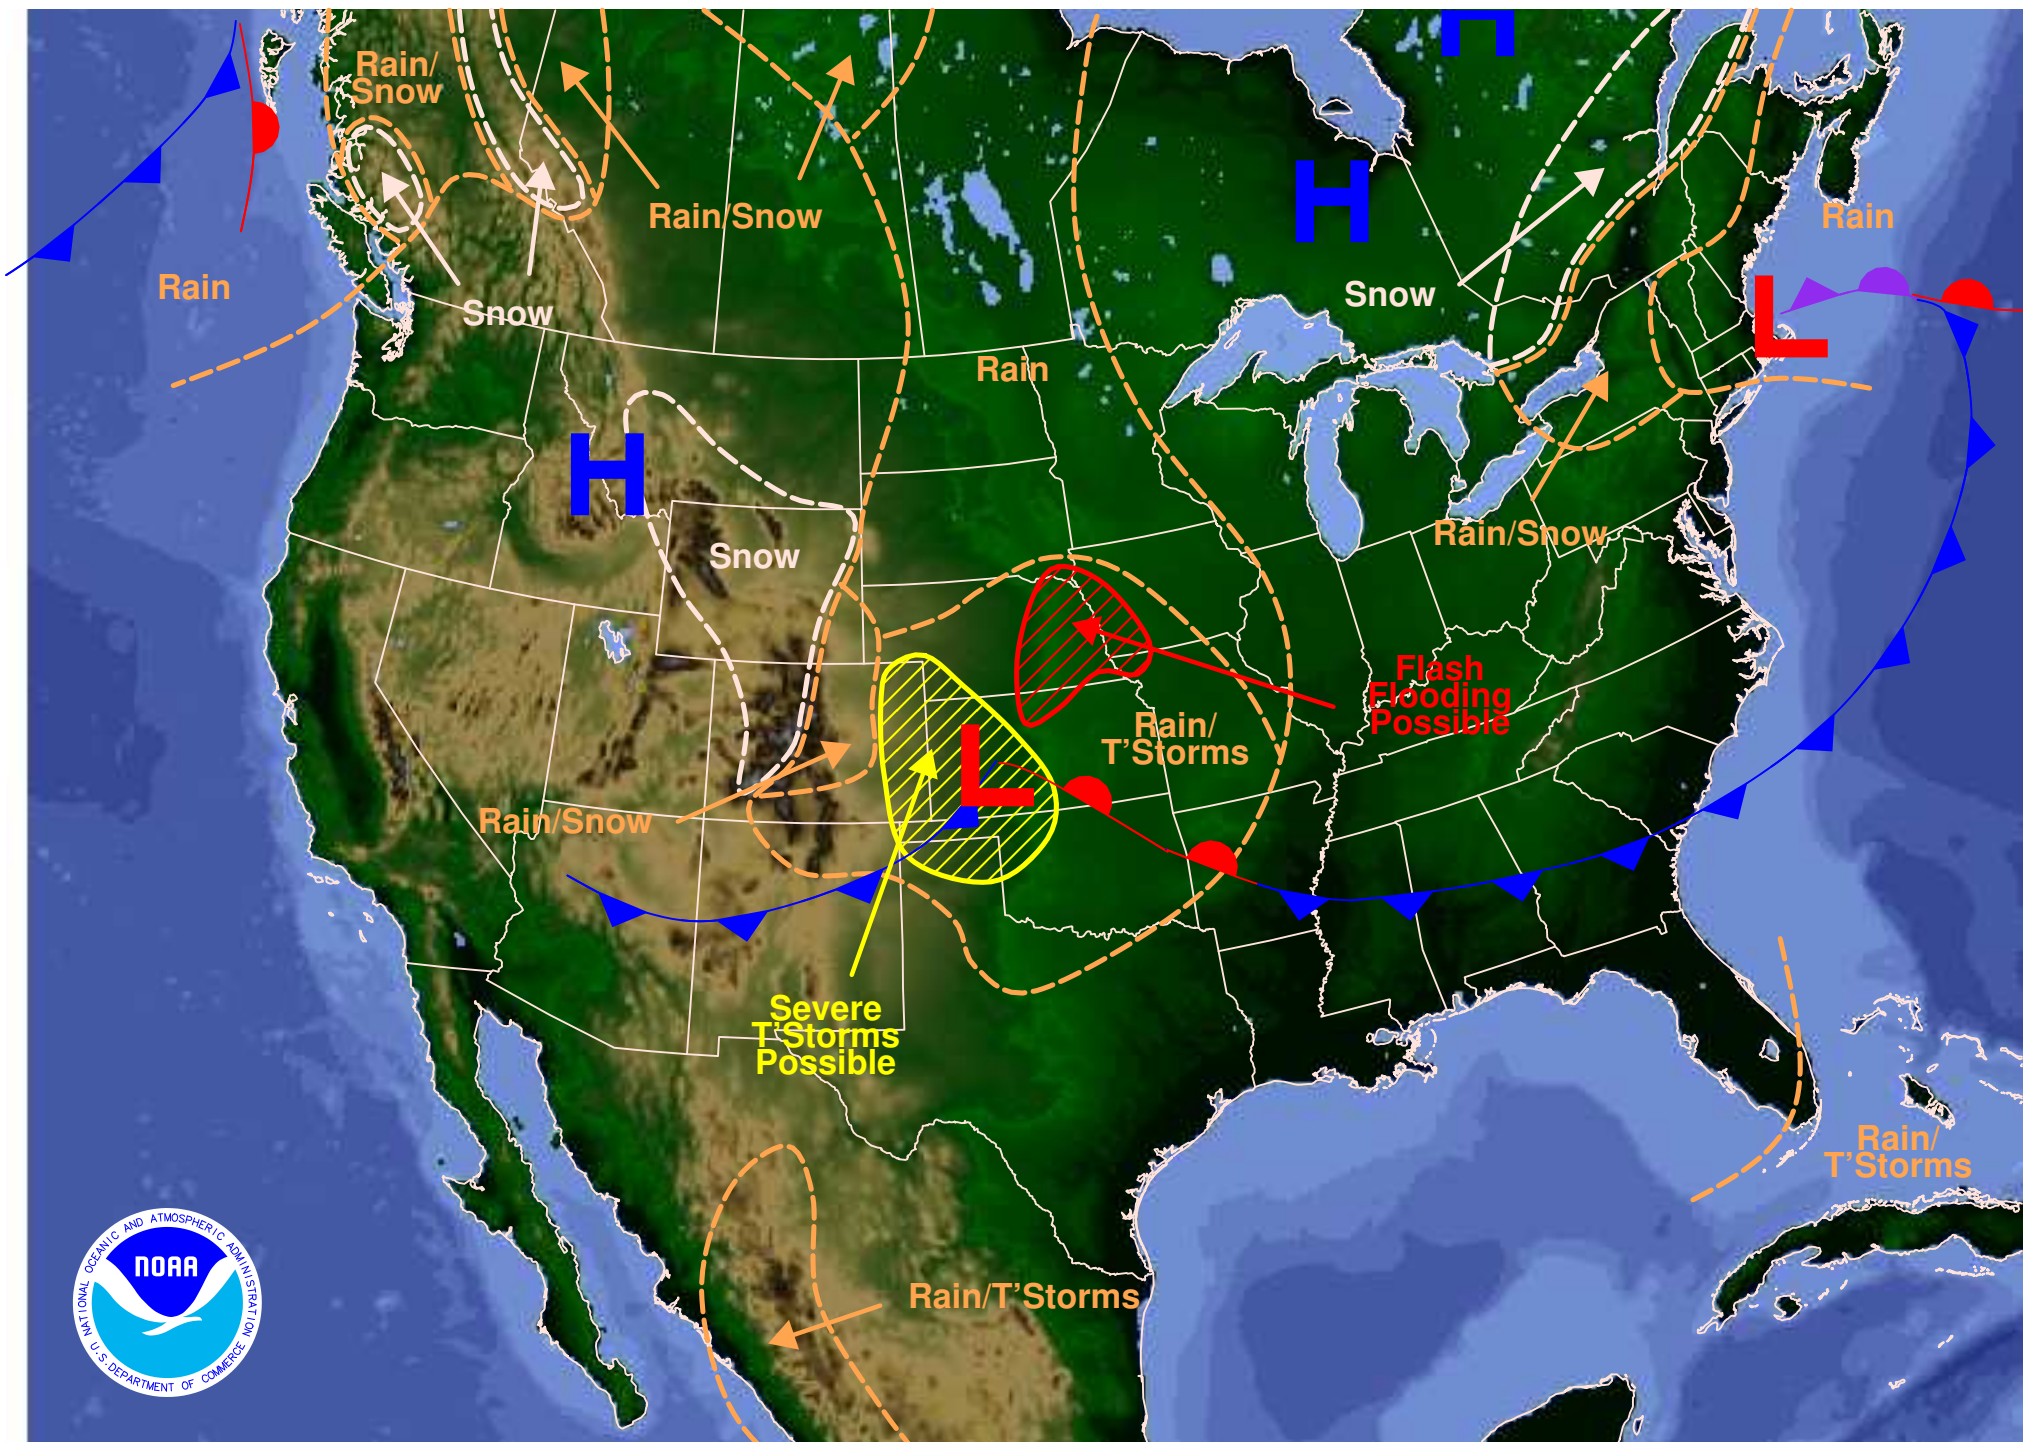 H
Rain/
Snow
H
Rain/Snow
Rain
Rain
Snow
Snow
L
Rain
H
Snow
Rain/Snow
Flash
Flooding
Possible
Rain/
T'Storms
L
Rain/Snow
Severe
T'Storms
Possible
Rain/
T'Storms
Rain/T'Storms
NATIONAL OCEANIC AND ATMOSPHERIC ADMINISTRATION
NOAA
U.S. DEPARTMENT OF COMMERCE